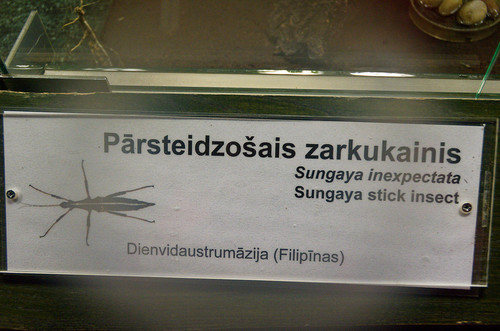 Pārsteidzošais zarkukainis
Sungaya inexpectata
Sungaya stick insect
Dienvidaustrumāzija (Filipīnas)